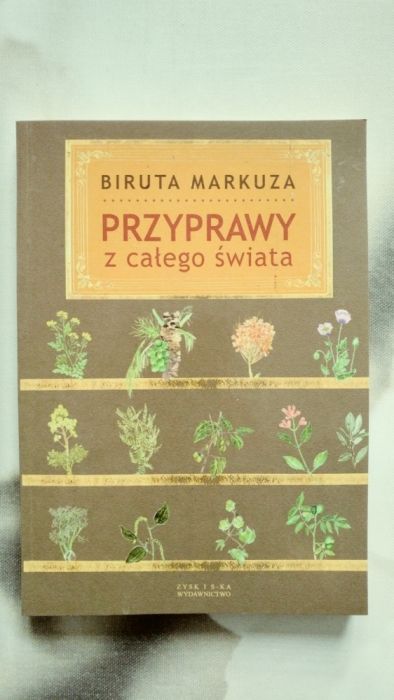 BIRUTA MARKUZA
PRZYPRAWY
z całego świata
ZYSK I S-KA
WYDAWNICTWO